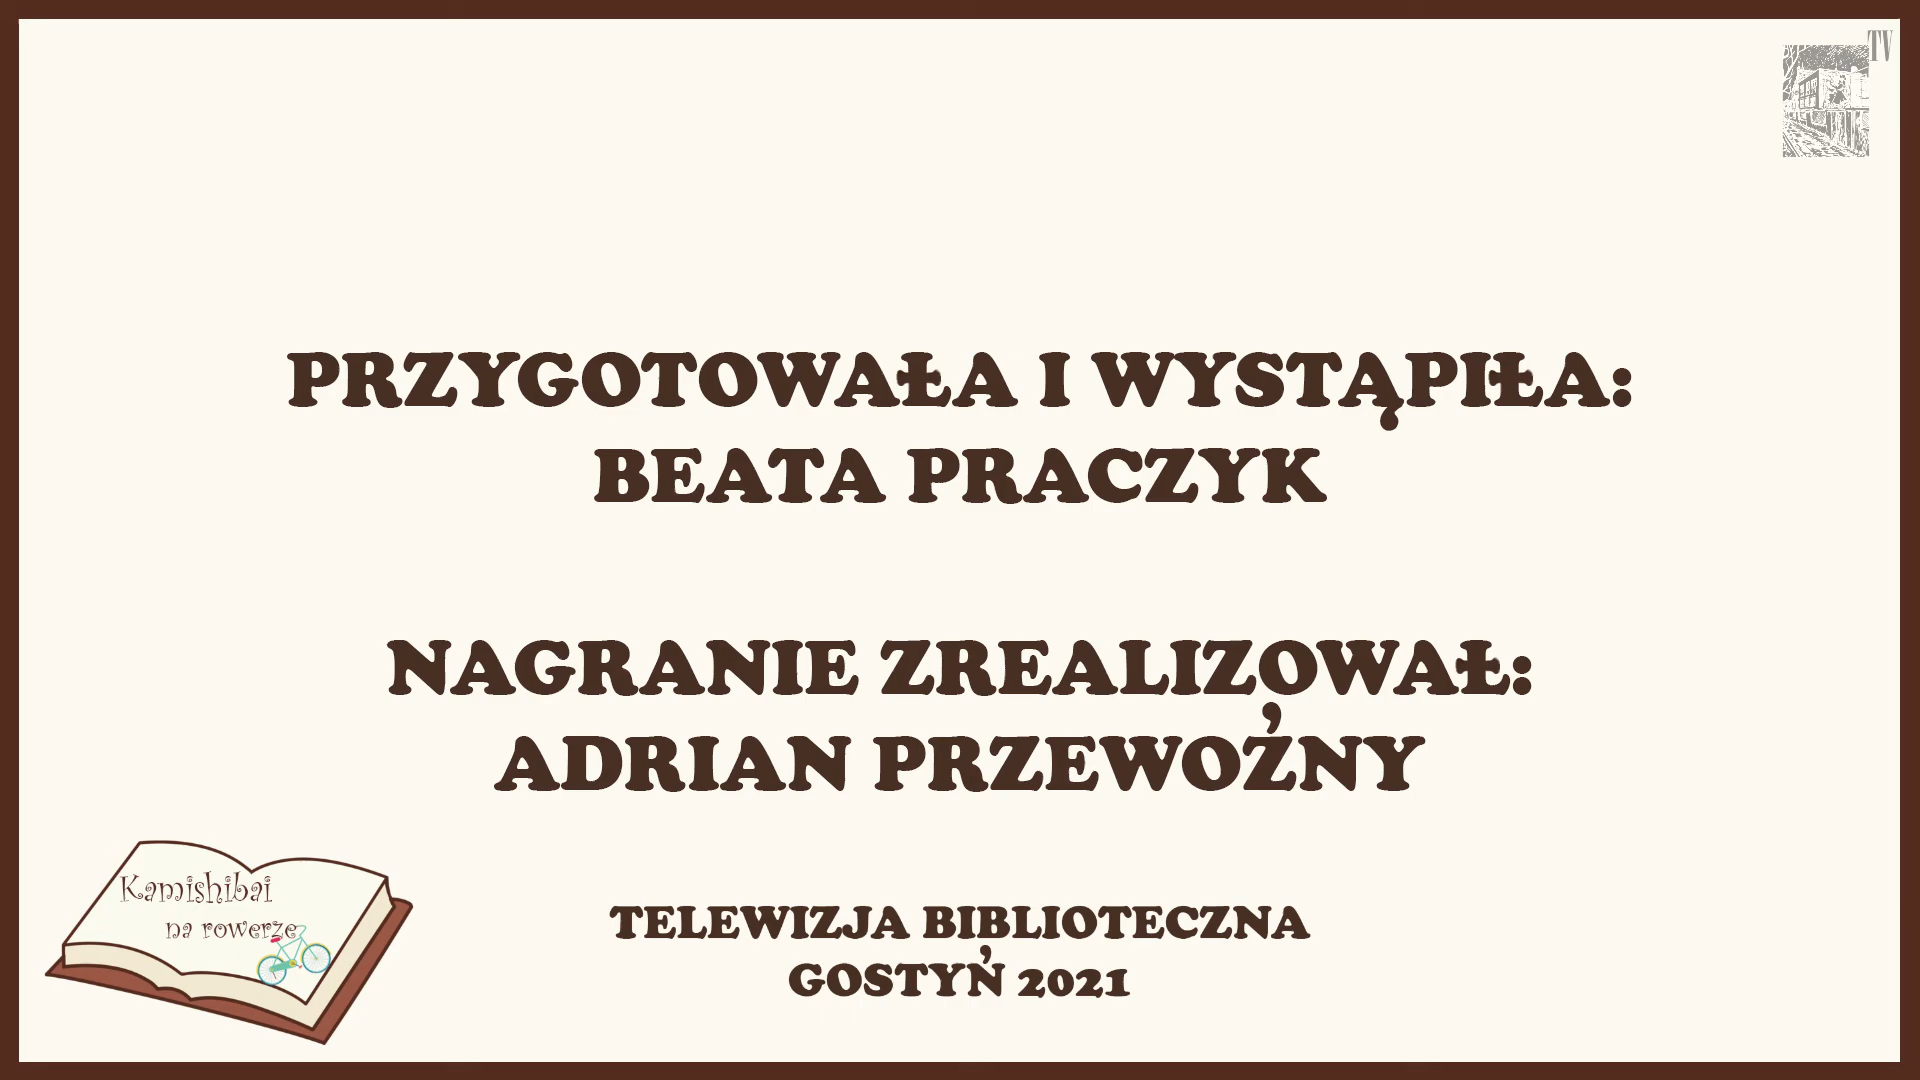 TV
PRZYGOTOWAŁA I WYSTĄPIŁA:
BEATA PRACZYK
NAGRANIE ZREALIZOWAŁ:
ADRIAN PRZEWOŹNY
Kamishibai
na rowerze
TELEWIZJA BIBLIOTECZNA
GOSTYŃ 2021